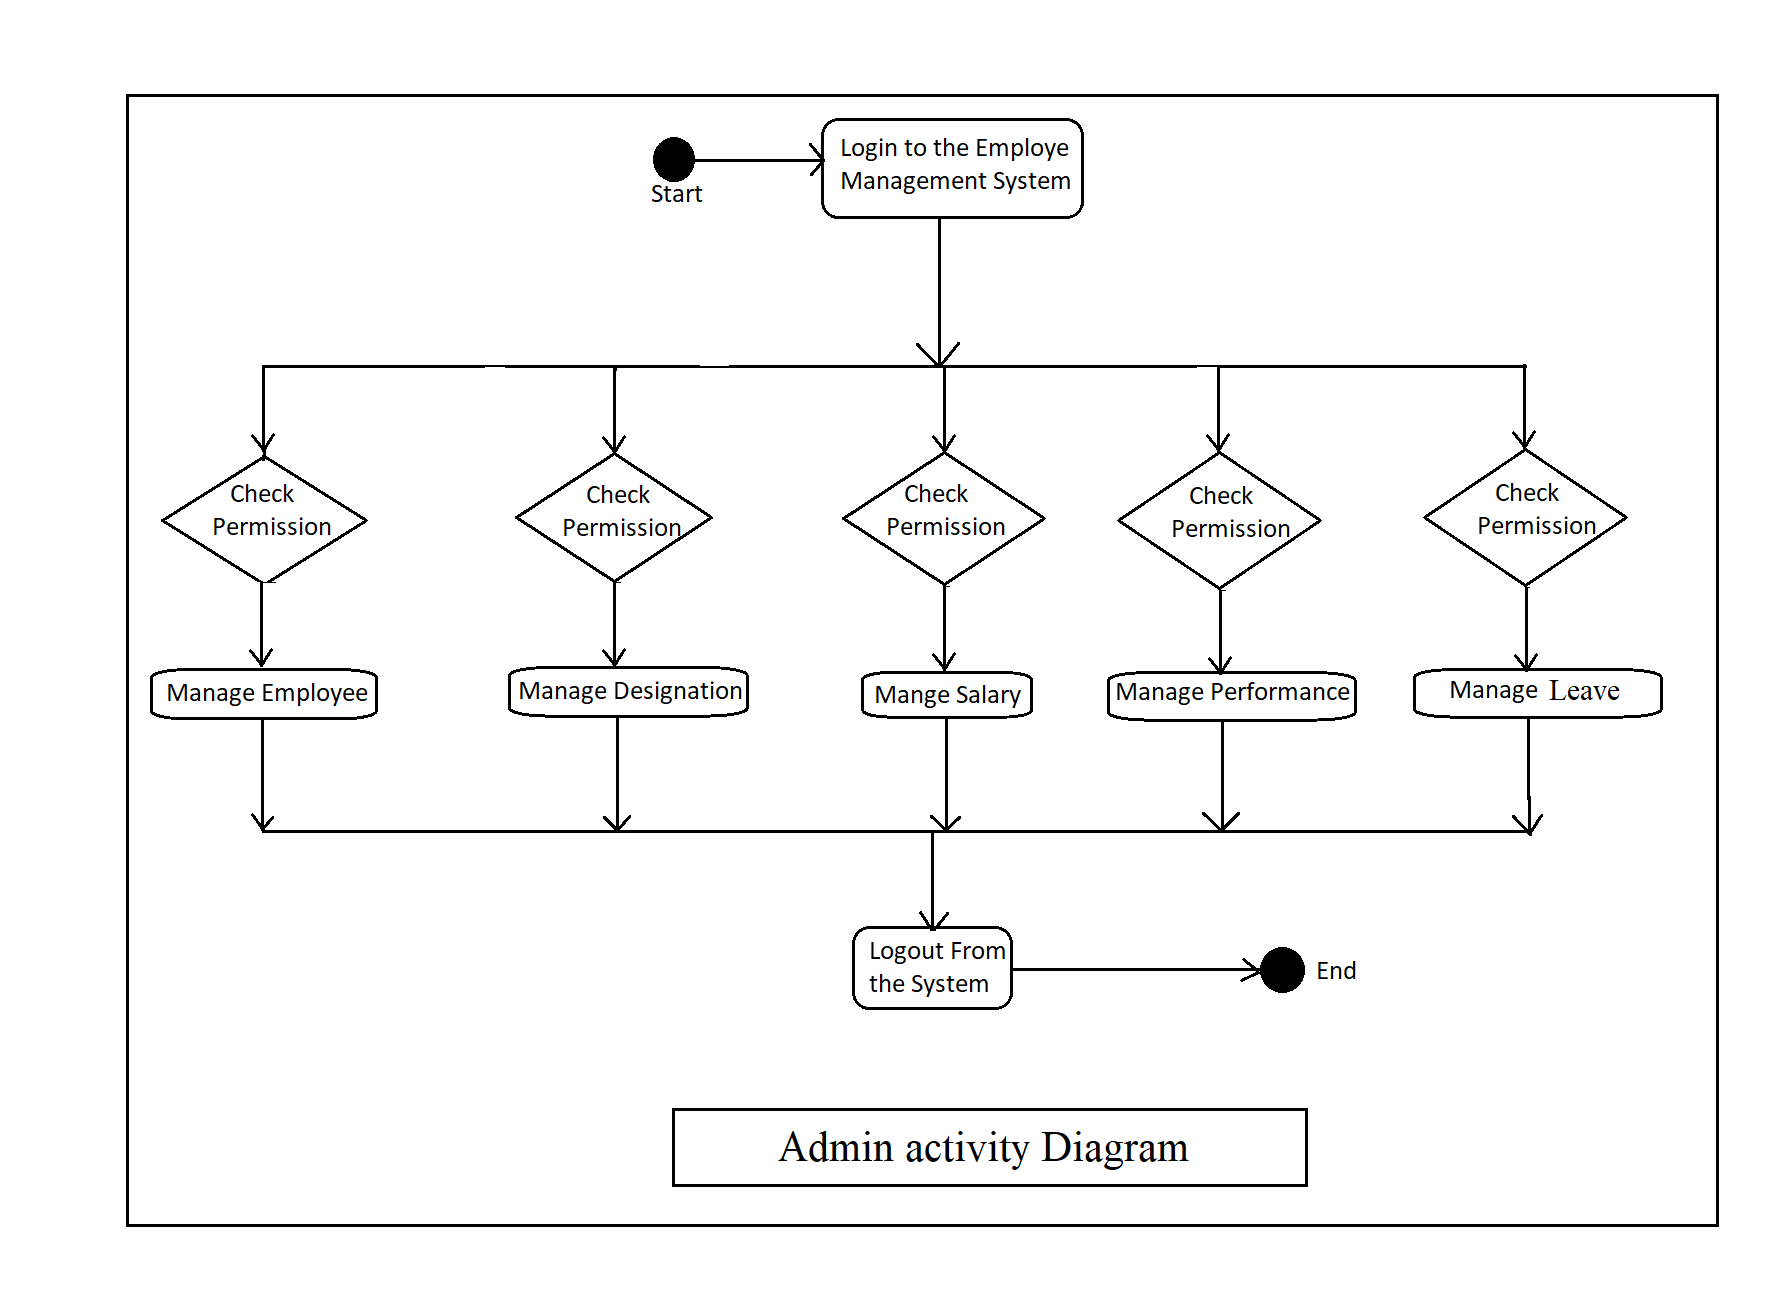 Login to the Employe
Management System
Start
Check
Permission
Check
Permission
Check
Permission
Check
Permission
Check
Permission
Manage Employee
Manage Designation
Mange Salary
Manage Performance
Manage Leave
Logout From
the System
End
Admin activity Diagram